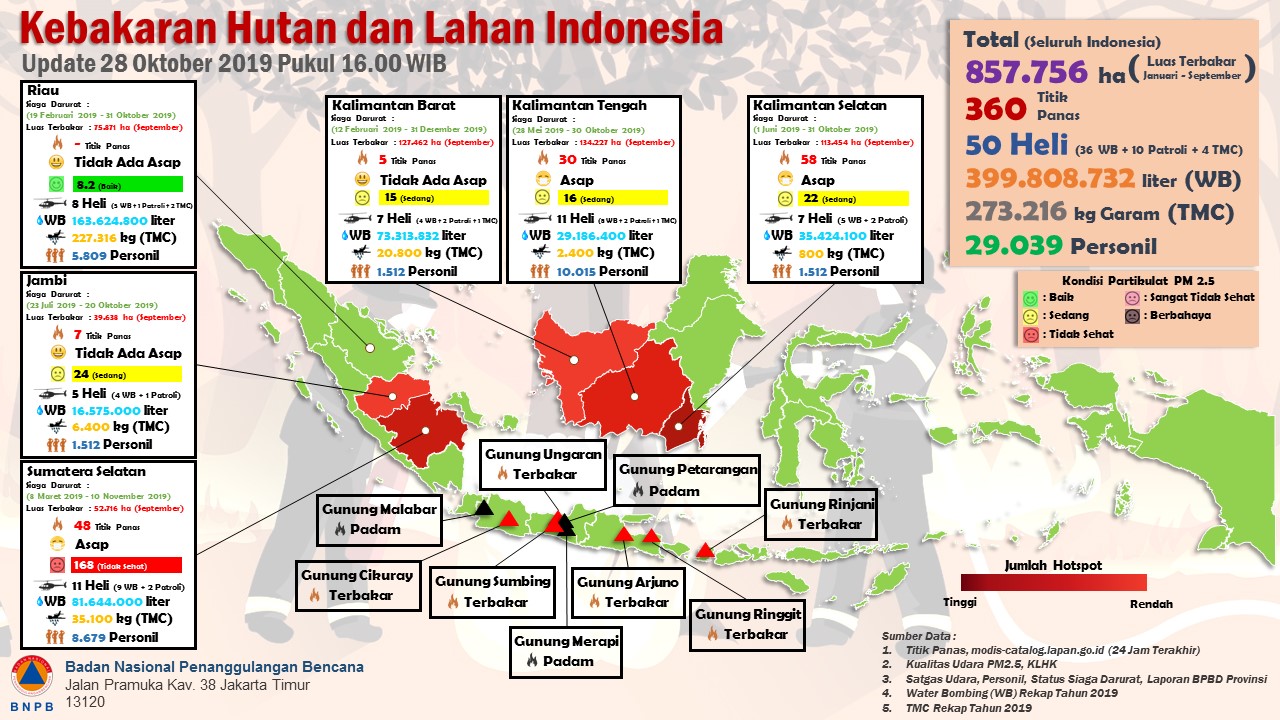 Kebakaran Hutan dan Lahan Indonesia
Update 28 Oktober 2019 Pukul 16.00 WIB
Riau
Siaga Darurat :
(19 Februari 2019 - 31 Oktober 2019)
Luas Terbakar : 75.871 ha (September)
- Titik Panas
Tidak Ada Asap
8.2 (Baik)
8 Heli (5 WB + 1 Patroli + 2 TMC)
WB 163.624.800 liter
227.316 kg (TMC)
5.809 Personil
Jambi
Siaga Darurat :
(23 Juli 2019 - 20 Oktober 2019)
Luas Terbakar : 39.638 ha (September)
7 Titik Panas
Tidak Ada Asap
24 (Sedang)
5 Heli (4 WB + 1 Patroli)
WB 16.575.000 liter
6.400 kg (TMC)
1.512 Personil
Sumatera Selatan
Siaga Darurat :
(8 Maret 2019 - 10 November 2019)
Luas Terbakar : 52.716 ha (September)
48 Titik Panas
Asap
168 (Tidak Sehat)
11 Heli (9 WB + 2 Patroli)
WB 81.644.000 liter
35.100 kg (TMC)
8.679 Personil
Kalimantan Barat
Siaga Darurat :
(12 Februari 2019 - 31 Desember 2019)
Luas Terbakar : 127.462 ha (September)
5 Titik Panas
Tidak Ada Asap
15 (Sedang)
7 Heli (4 WB + 2 Patroli + 1 TMC)
WB 73.313.832 liter
20.800 kg (TMC)
1.512 Personil
Kalimantan Tengah
Siaga Darurat :
(28 Mei 2019 - 30 Oktober 2019)
Luas Terbakar : 134.227 ha (September)
30 Titik Panas
Asap
16 (Sedang)
11 Heli (8 WB + 2 Patroli + 1 TMC)
WB 29.186.400 liter
2.400 kg (TMC)
10.015 Personil
Kalimantan Selatan
Siaga Darurat :
(1 Juni 2019 - 31 Oktober 2019)
Luas Terbakar : 113.454 ha (September)
58 Titik Panas
Asap
22 (Sedang)
7 Heli (5 WB + 2 Patroli)
WB 35.424.100 liter
800 kg (TMC)
1.512 Personil
Total (Seluruh Indonesia)
857.756 ha (Luas Terbakar Januari - September)
360 Titik Panas
50 Heli (36 WB + 10 Patroli + 4 TMC)
399.808.732 liter (WB)
273.216 kg Garam (TMC)
29.039 Personil
Kondisi Partikulat PM 2.5
: Baik : Sangat Tidak Sehat
: Sedang : Berbahaya
: Tidak Sehat
Gunung Ungaran
Terbakar
Gunung Petarangan
Padam
Gunung Malabar
Padam
Gunung Rinjani
Terbakar
Gunung Cikuray
Terbakar
Gunung Sumbing
Terbakar
Gunung Arjuno
Terbakar
Gunung Ringgit
Terbakar
Gunung Merapi
Padam
Jumlah Hotspot
Tinggi Rendah
Sumber Data :
1. Titik Panas, modis-catalog.lapan.go.id (24 Jam Terakhir)
2. Kualitas Udara PM2.5, KLHK
3. Satgas Udara, Personil, Status Siaga Darurat, Laporan BPBD Provinsi
4. Water Bombing (WB) Rekap Tahun 2019
5. TMC Rekap Tahun 2019
BNPB
Badan Nasional Penanggulangan Bencana
Jalan Pramuka Kav. 38 Jakarta Timur
13120